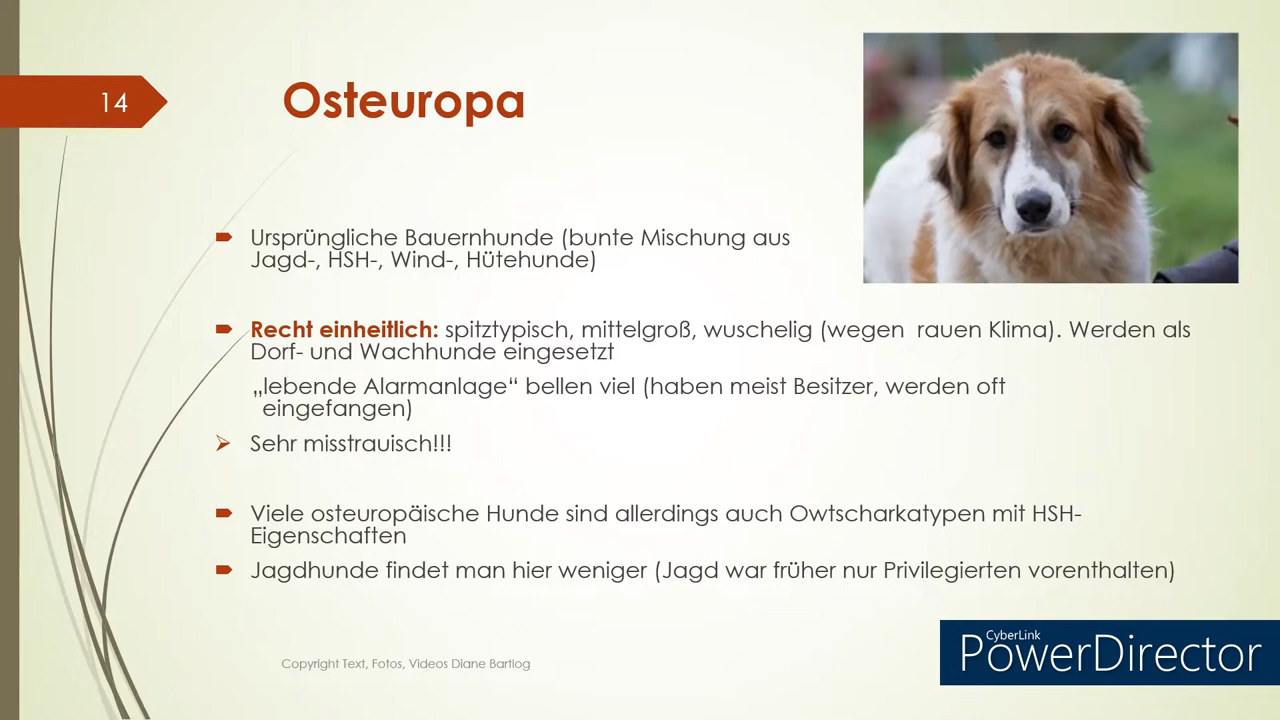 14
Osteuropa
Ursprüngliche Bauernhunde (bunte Mischung aus
Jagd-, HSH-, Wind-, Hütehunde)
Recht einheitlich: spitztypisch, mittelgroß, wuschelig (wegen rauen Klima). Werden als
Dorf- und Wachhunde eingesetzt
„lebende Alarmanlage“ bellen viel (haben meist Besitzer, werden oft
eingefangen)
Sehr misstrauisch!!!
Viele osteuropäische Hunde sind allerdings auch Owtscharkatypen mit HSH-
Eigenschaften
Jagdhunde findet man hier weniger (Jagd war früher nur Privilegierten vorenthalten)
Copyright Text, Fotos, Videos Diane Bartlog
CyberLink
PowerDirector